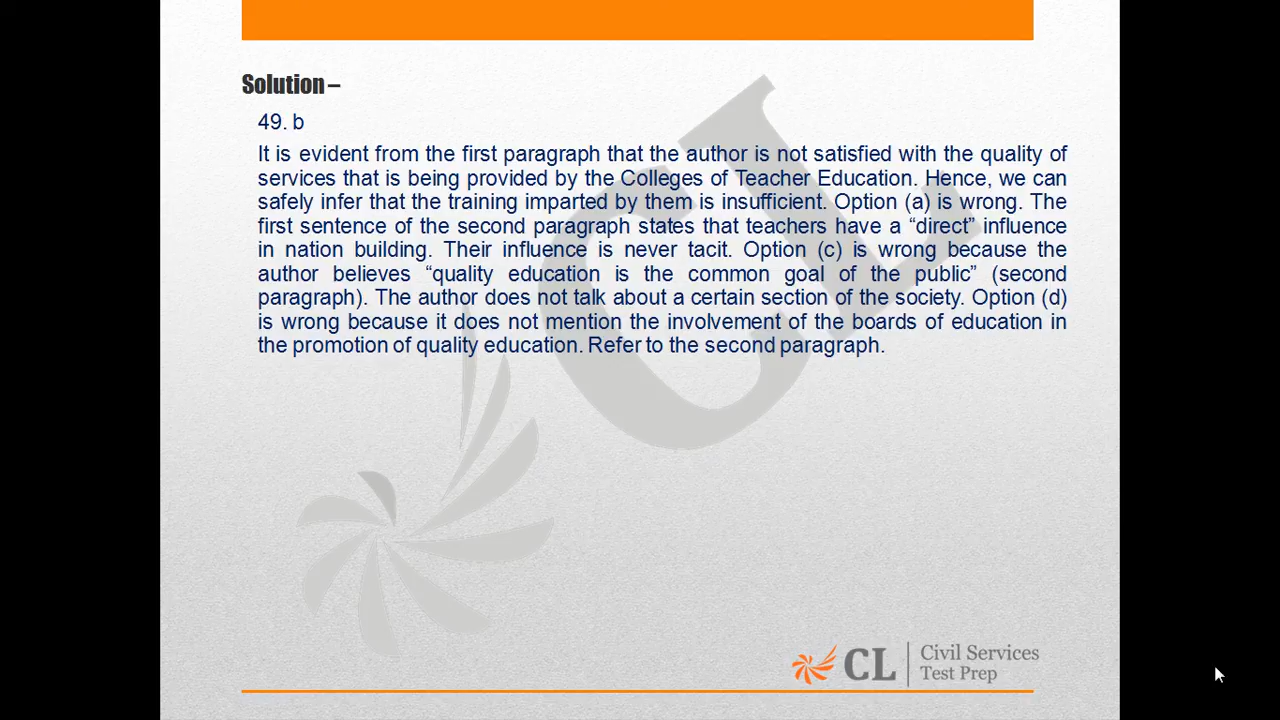 Solution –
49. b
It is evident from the first paragraph that the author is not satisfied with the quality of
services that is being provided by the Colleges of Teacher Education. Hence, we can
safely infer that the training imparted by them is insufficient. Option (a) is wrong. The
first sentence of the second paragraph states that teachers have a “direct” influence
in nation building. Their influence is never tacit. Option (c) is wrong because the
author believes “quality education is the common goal of the public” (second
paragraph). The author does not talk about a certain section of the society. Option (d)
is wrong because it does not mention the involvement of the boards of education in
the promotion of quality education. Refer to the second paragraph.
CL
CL
Civil Services
Test Prep